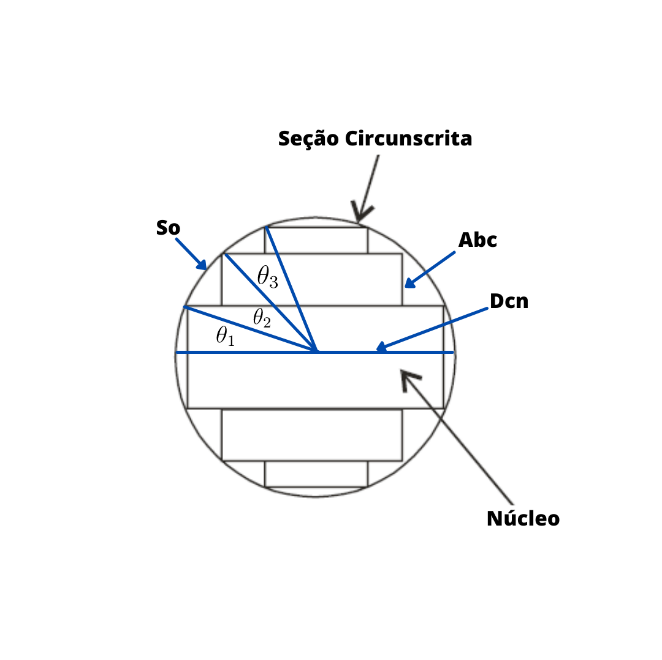 Seção Circunscrita
So
Abc
θ3
Dcn
θ2
θ1
Núcleo